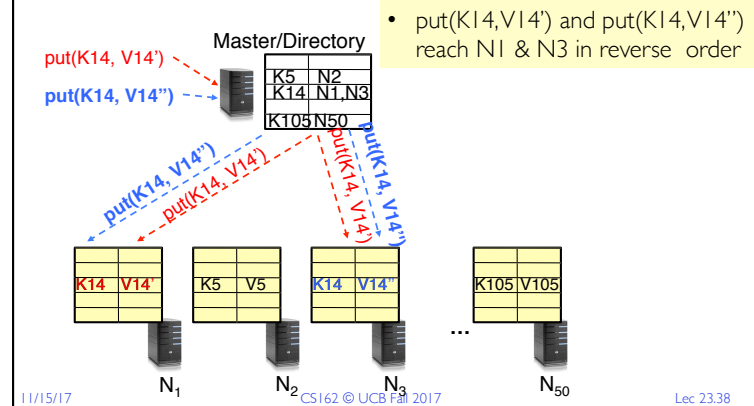 • put(K14,V14’) and put(K14,V14”)
reach N1 & N3 in reverse order
Master/Directory
put(K14, V14’)
put(K14, V14”)
K5 N2
K14 N1,N3
K105 N50
put(K14, V14”)
put(K14, V14’)
put(K14, V14’)
put(K14, V14”)
K14 V14’
K5 V5
K14 V14”
K105 V105
...
N1
N2
N3
N50
11/15/17
CS162 © UCB Fall 2017
Lec 23.38